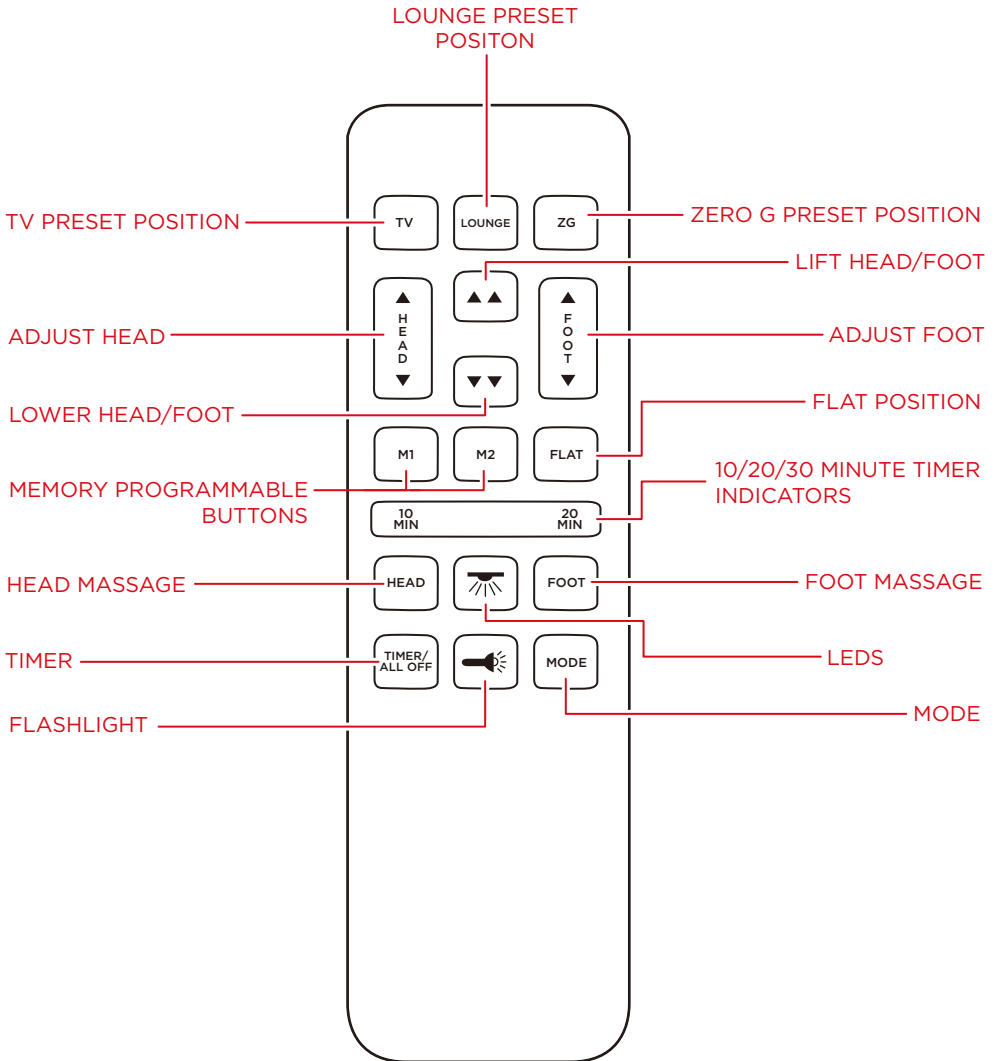 LOUNGE PRESET
POSITON
TV PRESET POSITION
TV
LOUNGE
ZG
ZERO G PRESET POSITION
LIFT HEAD/FOOT
ADJUST HEAD
HEAD
FOOT
ADJUST FOOT
LOWER HEAD/FOOT
FLAT POSITION
M1
M2
FLAT
MEMORY PROGRAMMABLE
BUTTONS
10/20/30 MINUTE TIMER
INDICATORS
10
MIN
20
MIN
HEAD MASSAGE
HEAD
FOOT
FOOT MASSAGE
TIMER
TIMER/
ALL OFF
MODE
LEDS
FLASHLIGHT
MODE